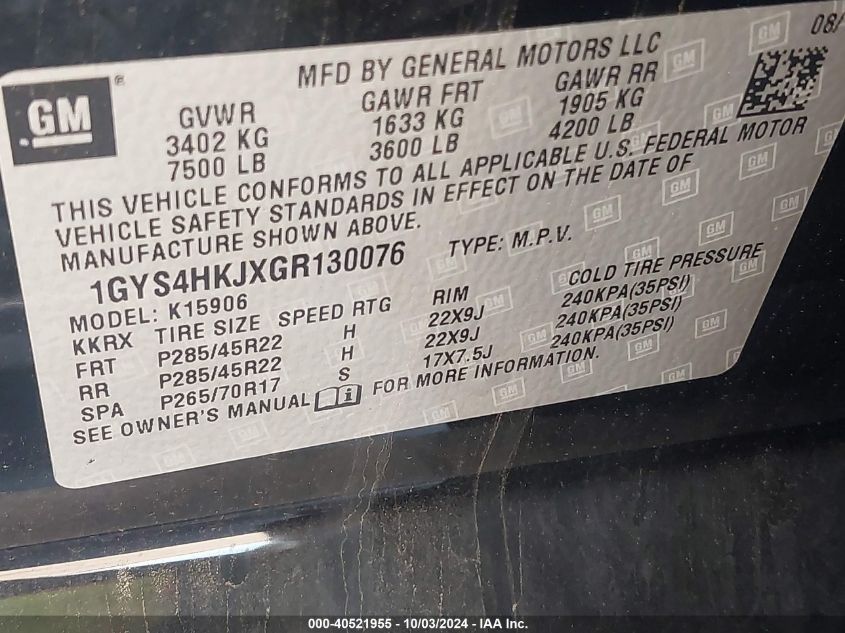 MFD BY GENERAL MOTORS LLC 08/
GM ®
GVWR GAWR FRT GAWR RR
3402 KG 1633 KG 1905 KG
7500 LB 3600 LB 4200 LB
THIS VEHICLE CONFORMS TO ALL APPLICABLE U.S. FEDERAL MOTOR
VEHICLE SAFETY STANDARDS IN EFFECT ON THE DATE OF
MANUFACTURE SHOWN ABOVE.
1GYS4HKJXGR130076 TYPE: M.P.V.
MODEL: K15906
KKRX TIRE SIZE SPEED RTG RIM COLD TIRE PRESSURE
FRT P285/45R22 H 22X9J 240KPA(35PSI)
RR P285/45R22 H 22X9J 240KPA(35PSI)
SPA P265/70R17 S 17X7.5J 240KPA(35PSI)
SEE OWNER'S MANUAL FOR MORE INFORMATION.
000-40521955 - 10/03/2024 - IAA Inc.